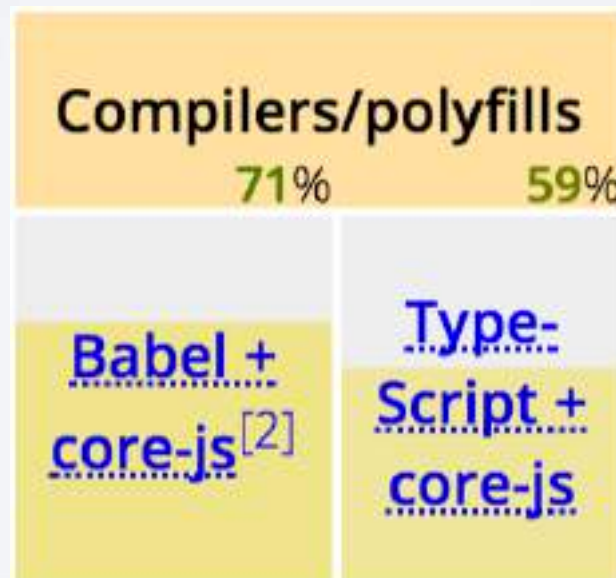 Compilers/polyfills
71% 59%
Babel +
core-js[2]
Type-
Script +
core-js